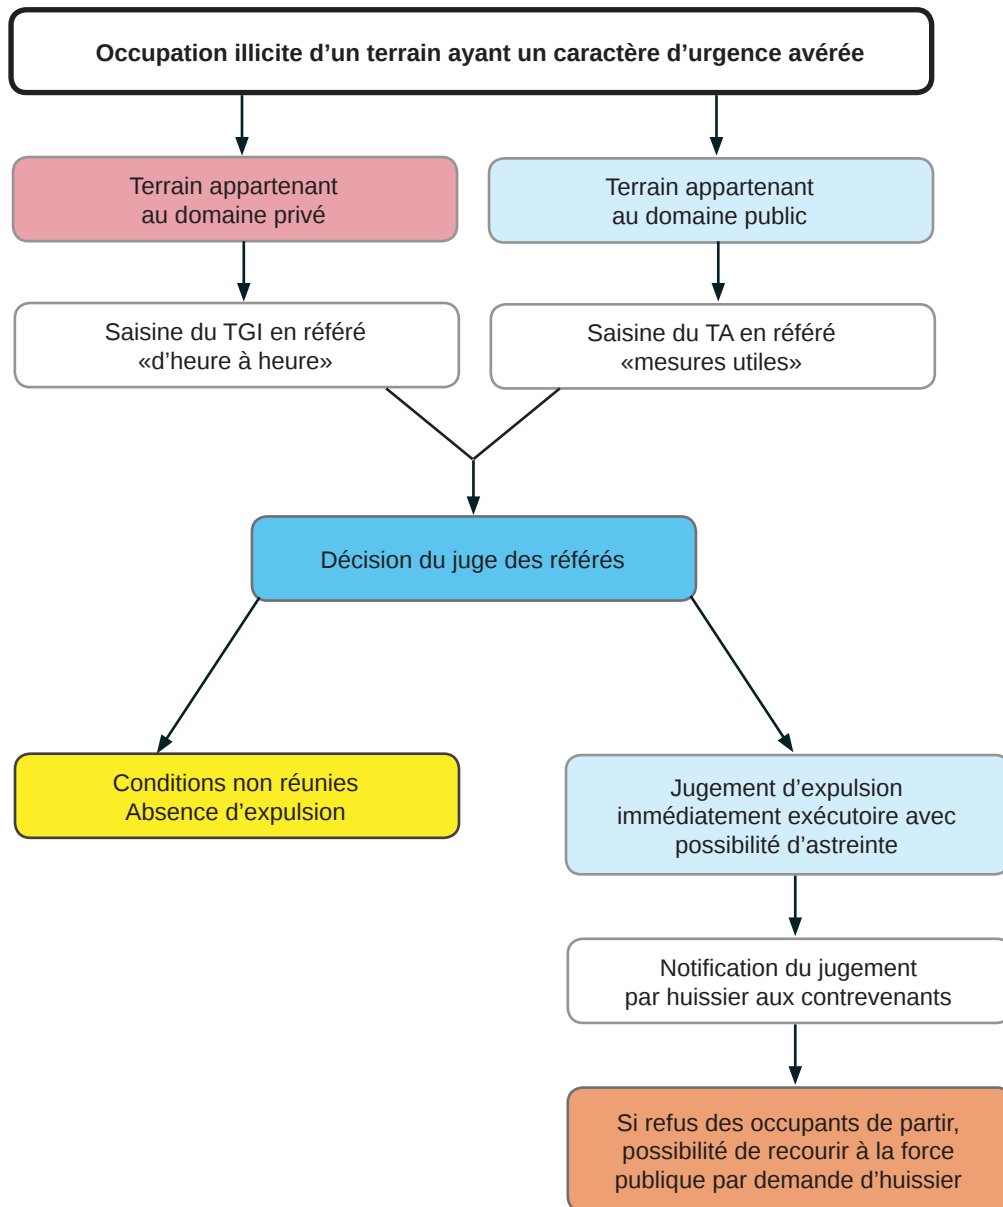 Occupation illicite d’un terrain ayant un caractère d’urgence avérée
Terrain appartenant
au domaine privé
Terrain appartenant
au domaine public
Saisine du TGI en référé
«d’heure à heure»
Saisine du TA en référé
«mesures utiles»
Décision du juge des référés
Conditions non réunies
Absence d’expulsion
Jugement d’expulsion
immédiatement exécutoire avec
possibilité d’astreinte
Notification du jugement
par huissier aux contrevenants
Si refus des occupants de partir,
possibilité de recourir à la force
publique par demande d’huissier